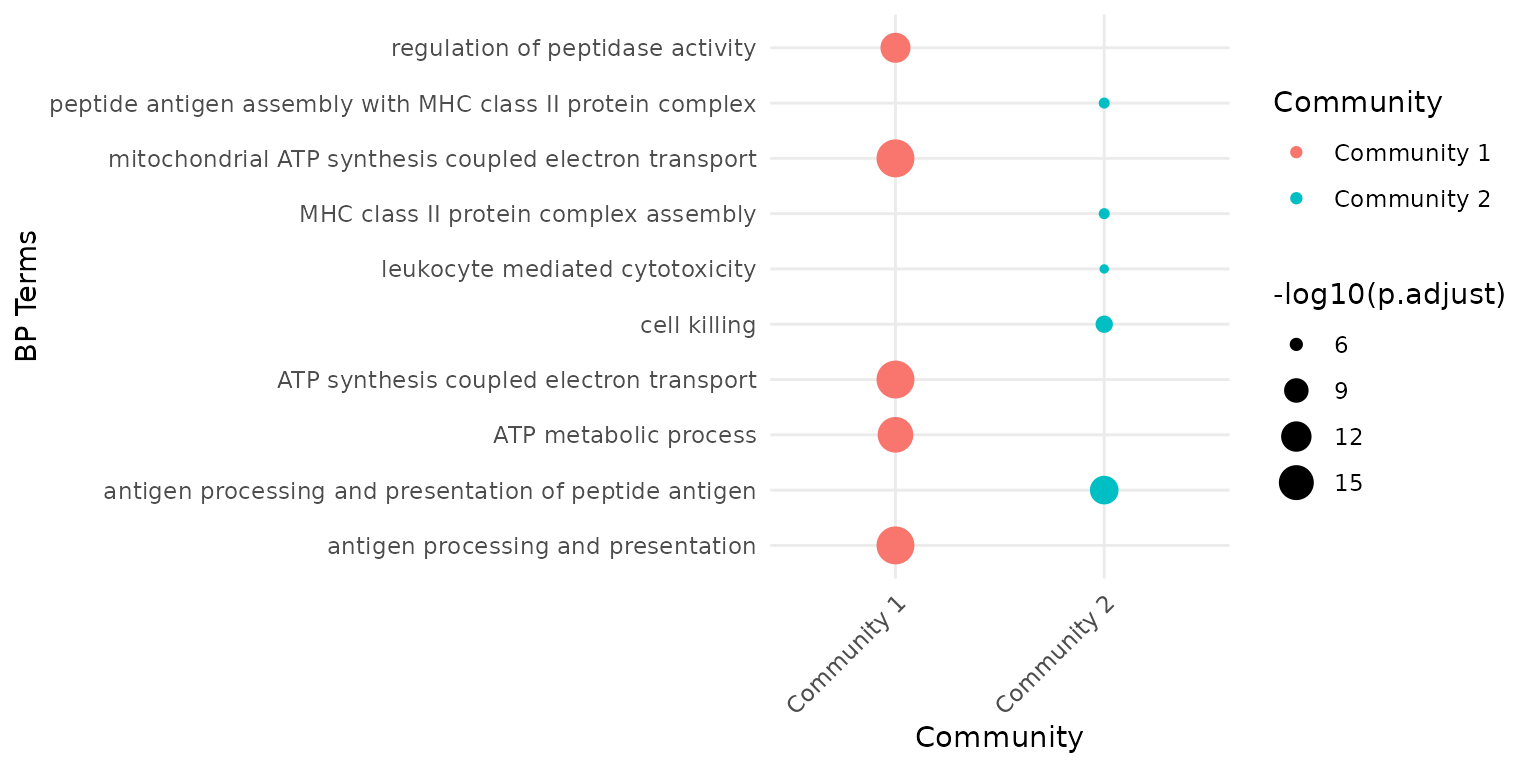 regulation of peptidase activity
peptide antigen assembly with MHC class II protein complex
mitochondrial ATP synthesis coupled electron transport
MHC class II protein complex assembly
leukocyte mediated cytotoxicity
cell killing
ATP synthesis coupled electron transport
ATP metabolic process
antigen processing and presentation of peptide antigen
antigen processing and presentation
BP Terms
Community 1
Community 2
Community
Community
Community 1
Community 2
-log10(p.adjust)
6
9
12
15